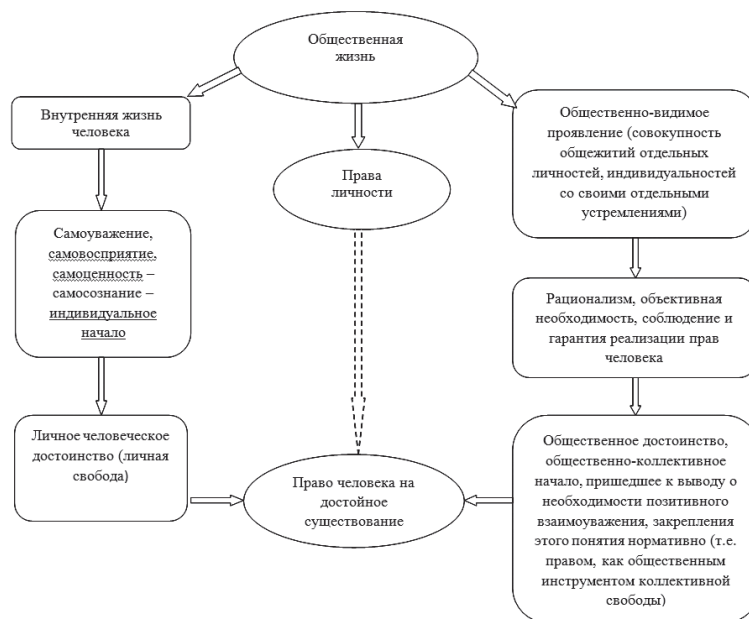 Общественная
жизнь
Внутренняя жизнь
человека
Права
личности
Общественно-видимое
проявление (совокупность
общежитий отдельных
личностей, индивидуальностей
со своими отдельными
устремлениями)
Самоуважение,
самовосприятие,
самоценность –
самосознание –
индивидуальное
начало
Рационализм, объективная
необходимость, соблюдение и
гарантия реализации прав
человека
Личное человеческое
достоинство (личная
свобода)
Право человека на
достойное
существование
Общественное достоинство,
общественно-коллективное
начало, пришедшее к выводу о
необходимости позитивного
взаимоуважения, закрепления
этого понятия нормативно (т.е.
правом, как общественным
инструментом коллективной
свободы)